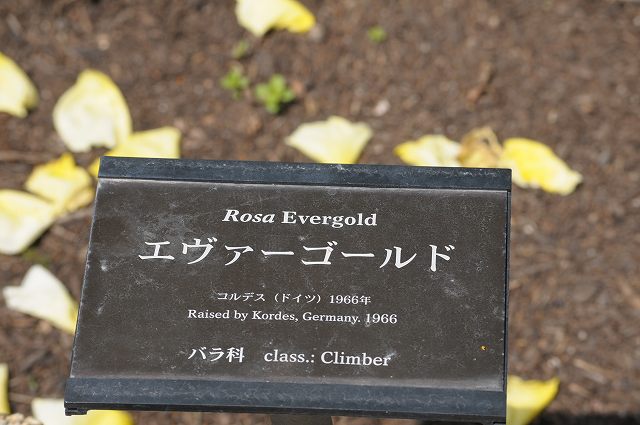 Rosa Evergold
エヴァーゴールド
コルデス（ドイツ）1966年
Raised by Kordes, Germany. 1966
バラ科　class.: Climber